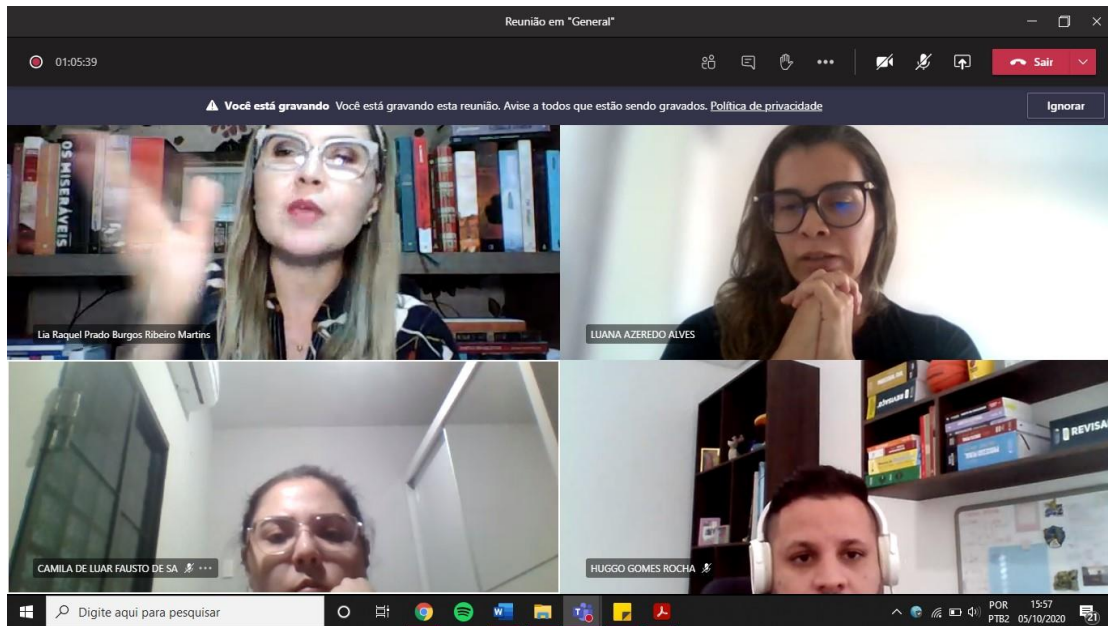 Reunião em "General"
01:05:39
Sair
Você está gravando Você está gravando esta reunião. Avise a todos que estão sendo gravados. Política de privacidade
Ignorar
OS MISERÁVEIS
Lia Raquel Prado Burgos Ribeiro Martins
LUANA AZEREDO ALVES
REVISAÇO
REVISA
CAMILA DE LUAR FAUSTO DE SA
HUGGO GOMES ROCHA
Digite aqui para pesquisar
POR
PTB2
15:57
05/10/2020
21